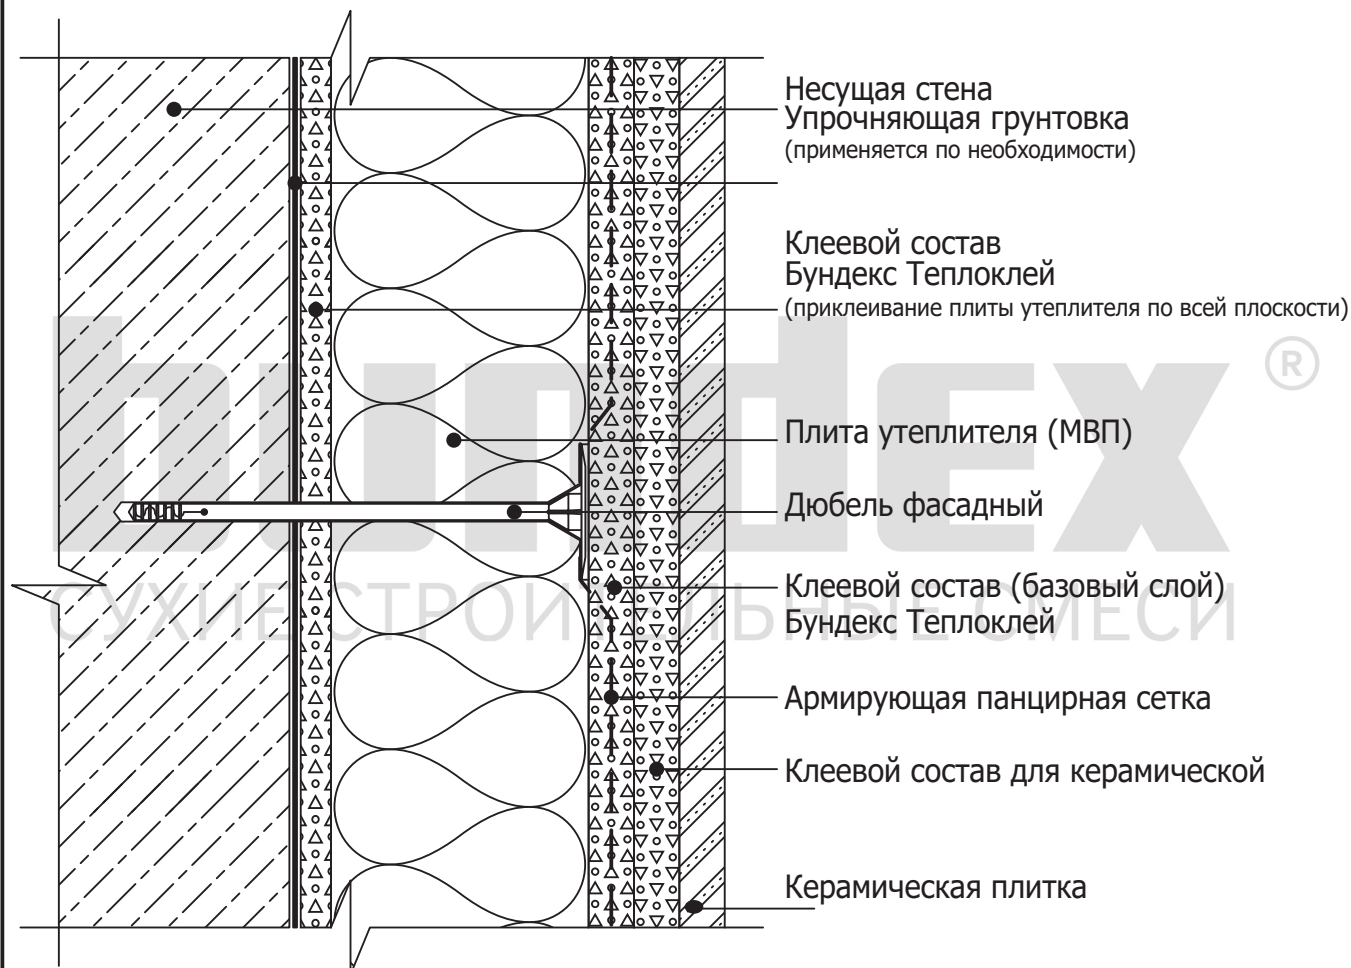 Несущая стена
Упрочняющая грунтовка
(применяется по необходимости)
Клеевой состав
Бундекс Теплоклей
(приклеивание плиты утеплителя по всей плоскости)
bundex ®
Плита утеплителя (МВП)
Дюбель фасадный
Клеевой состав (базовый слой)
СУХИЕ СТРОИТЕЛЬНЫЕ СМЕСИ
Бундекс Теплоклей
Армирующая панцирная сетка
Клеевой состав для керамической
Керамическая плитка